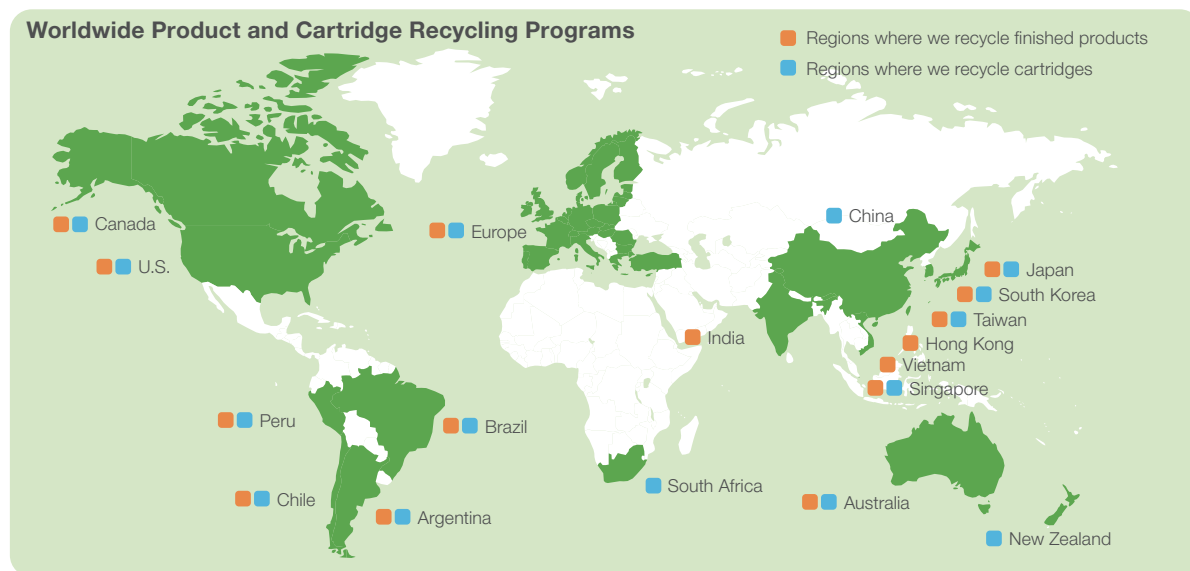 Worldwide Product and Cartridge Recycling Programs
Regions where we recycle finished products
Regions where we recycle cartridges
Canada
U.S.
Europe
China
Japan
South Korea
Taiwan
India
Hong Kong
Vietnam
Singapore
Peru
Brazil
South Africa
Chile
Argentina
Australia
New Zealand